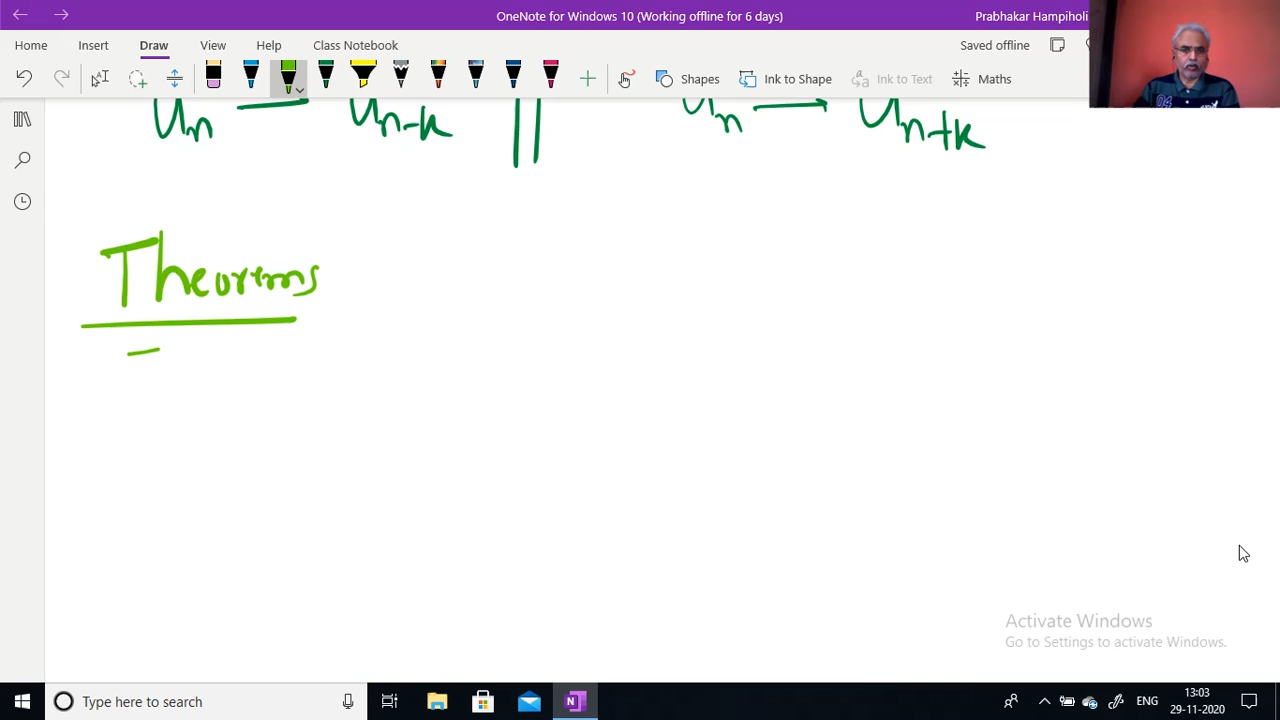 OneNote for Windows 10 (Working offline for 6 days)
Prabhakar Hampiholi
Home Insert Draw View Help Class Notebook Saved offline
Shapes Ink to Shape Ink to Text Maths
Un → Un-k || Un → Un+k
Theorems
Activate Windows
Go to Settings to activate Windows.
Type here to search
ENG
13:03
29-11-2020